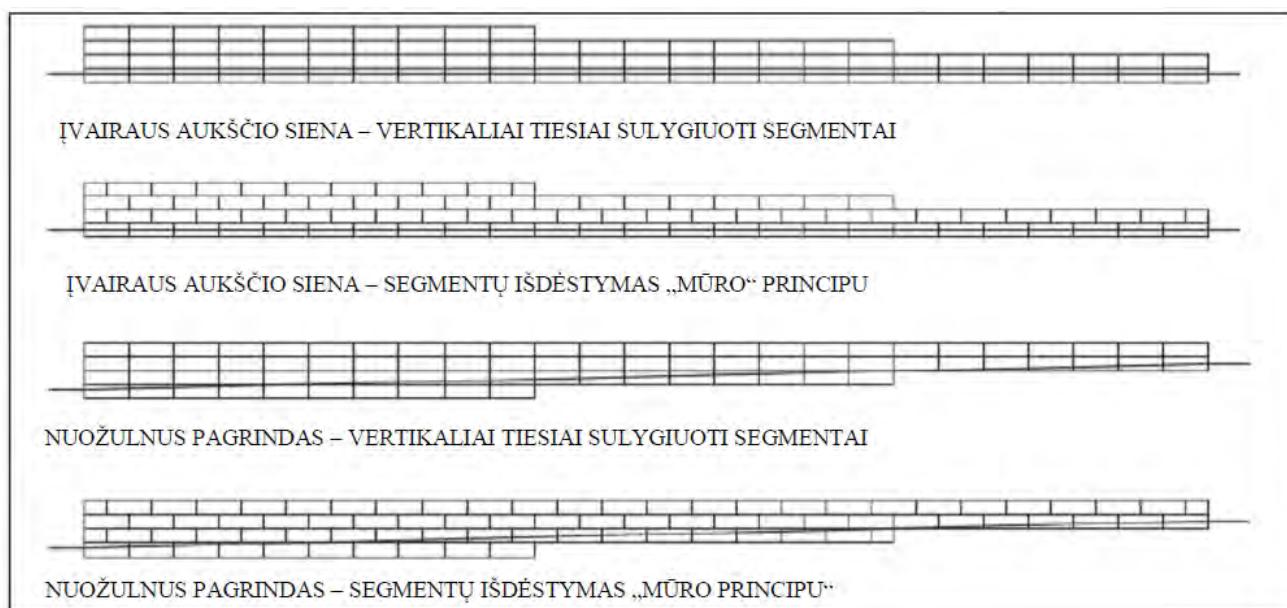 ĮVAIRAUS AUKŠČIO SIENA – VERTIKALIAI TIESIAI SULYGIUOTI SEGMENTAI
ĮVAIRAUS AUKŠČIO SIENA – SEGMENTŲ IŠDĖSTYMAS „MŪRO“ PRINCIPU
NUOŽULNUS PAGRINDAS – VERTIKALIAI TIESIAI SULYGIUOTI SEGMENTAI
NUOŽULNUS PAGRINDAS – SEGMENTŲ IŠDĖSTYMAS „MŪRO PRINCIPU“